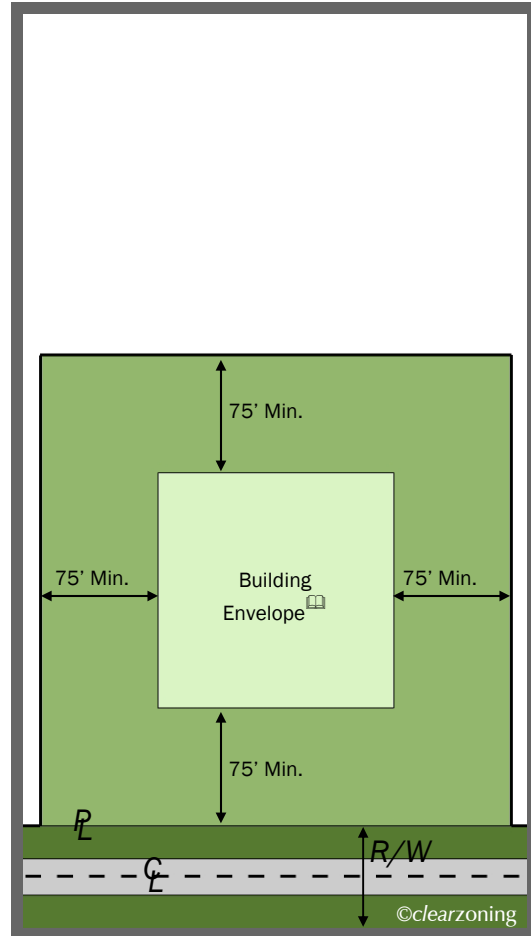 75’ Min.
75’ Min.
Building
Envelope
75’ Min.
75’ Min.
PL
R/W
CL
©clearzoning